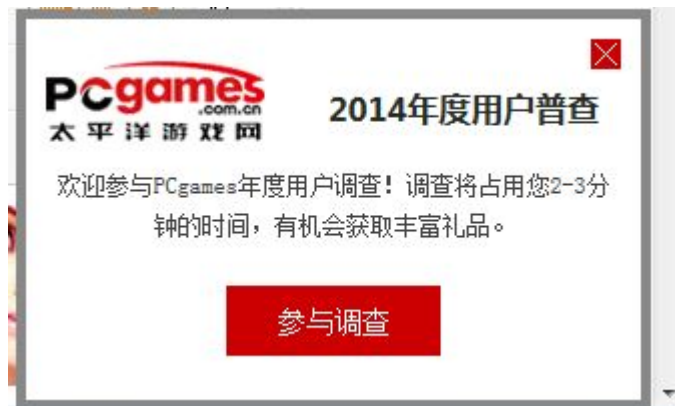 PCgames
.com.cn
太平洋游戏网
2014年度用户普查
欢迎参与PCgames年度用户调查！调查将占用您2-3分
钟的时间，有机会获取丰富礼品。
参与调查